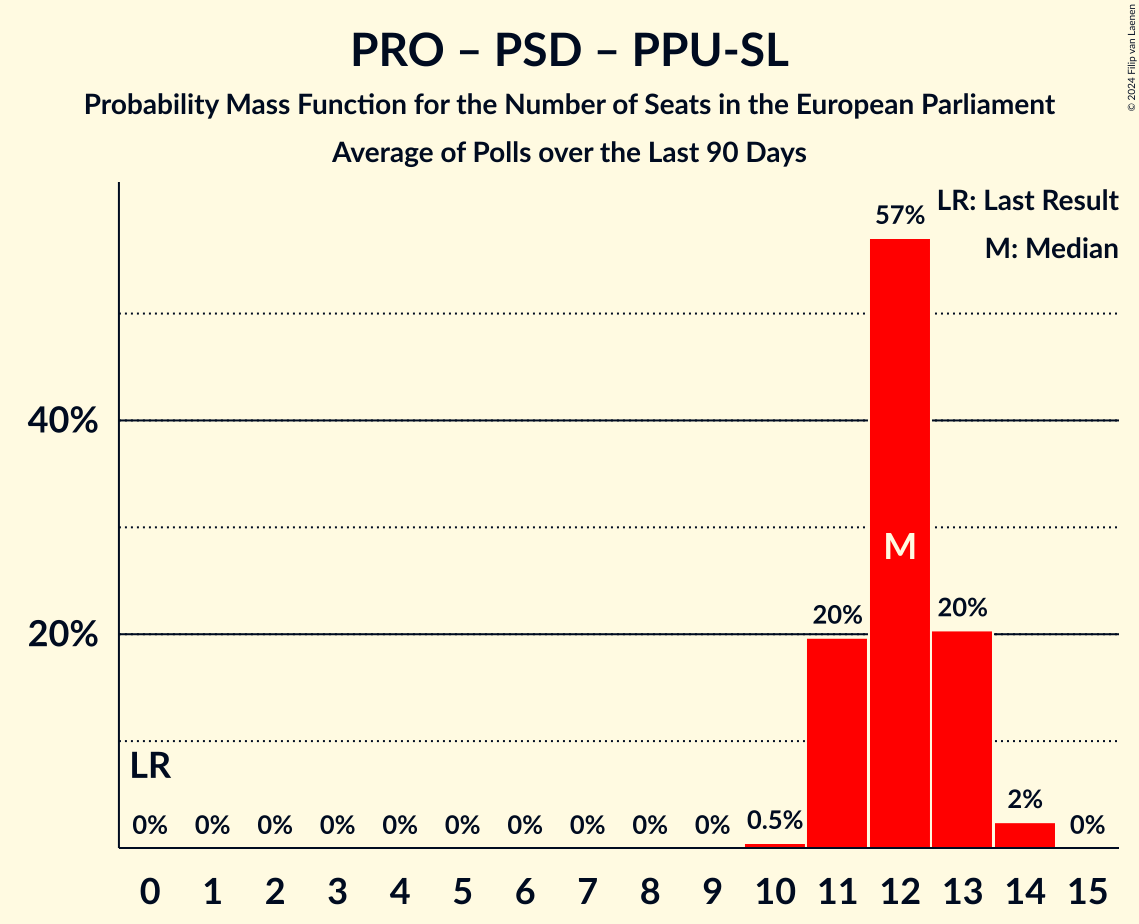 PRO – PSD – PPU-SL
Probability Mass Function for the Number of Seats in the European Parliament
Average of Polls over the Last 90 Days
© 2024 Filip van Laenen
LR: Last Result
M: Median
57%
40%
M
20%
20%
20%
LR
0% 0% 0% 0% 0% 0% 0% 0% 0% 0% 0.5% 2% 0%
0 1 2 3 4 5 6 7 8 9 10 11 12 13 14 15